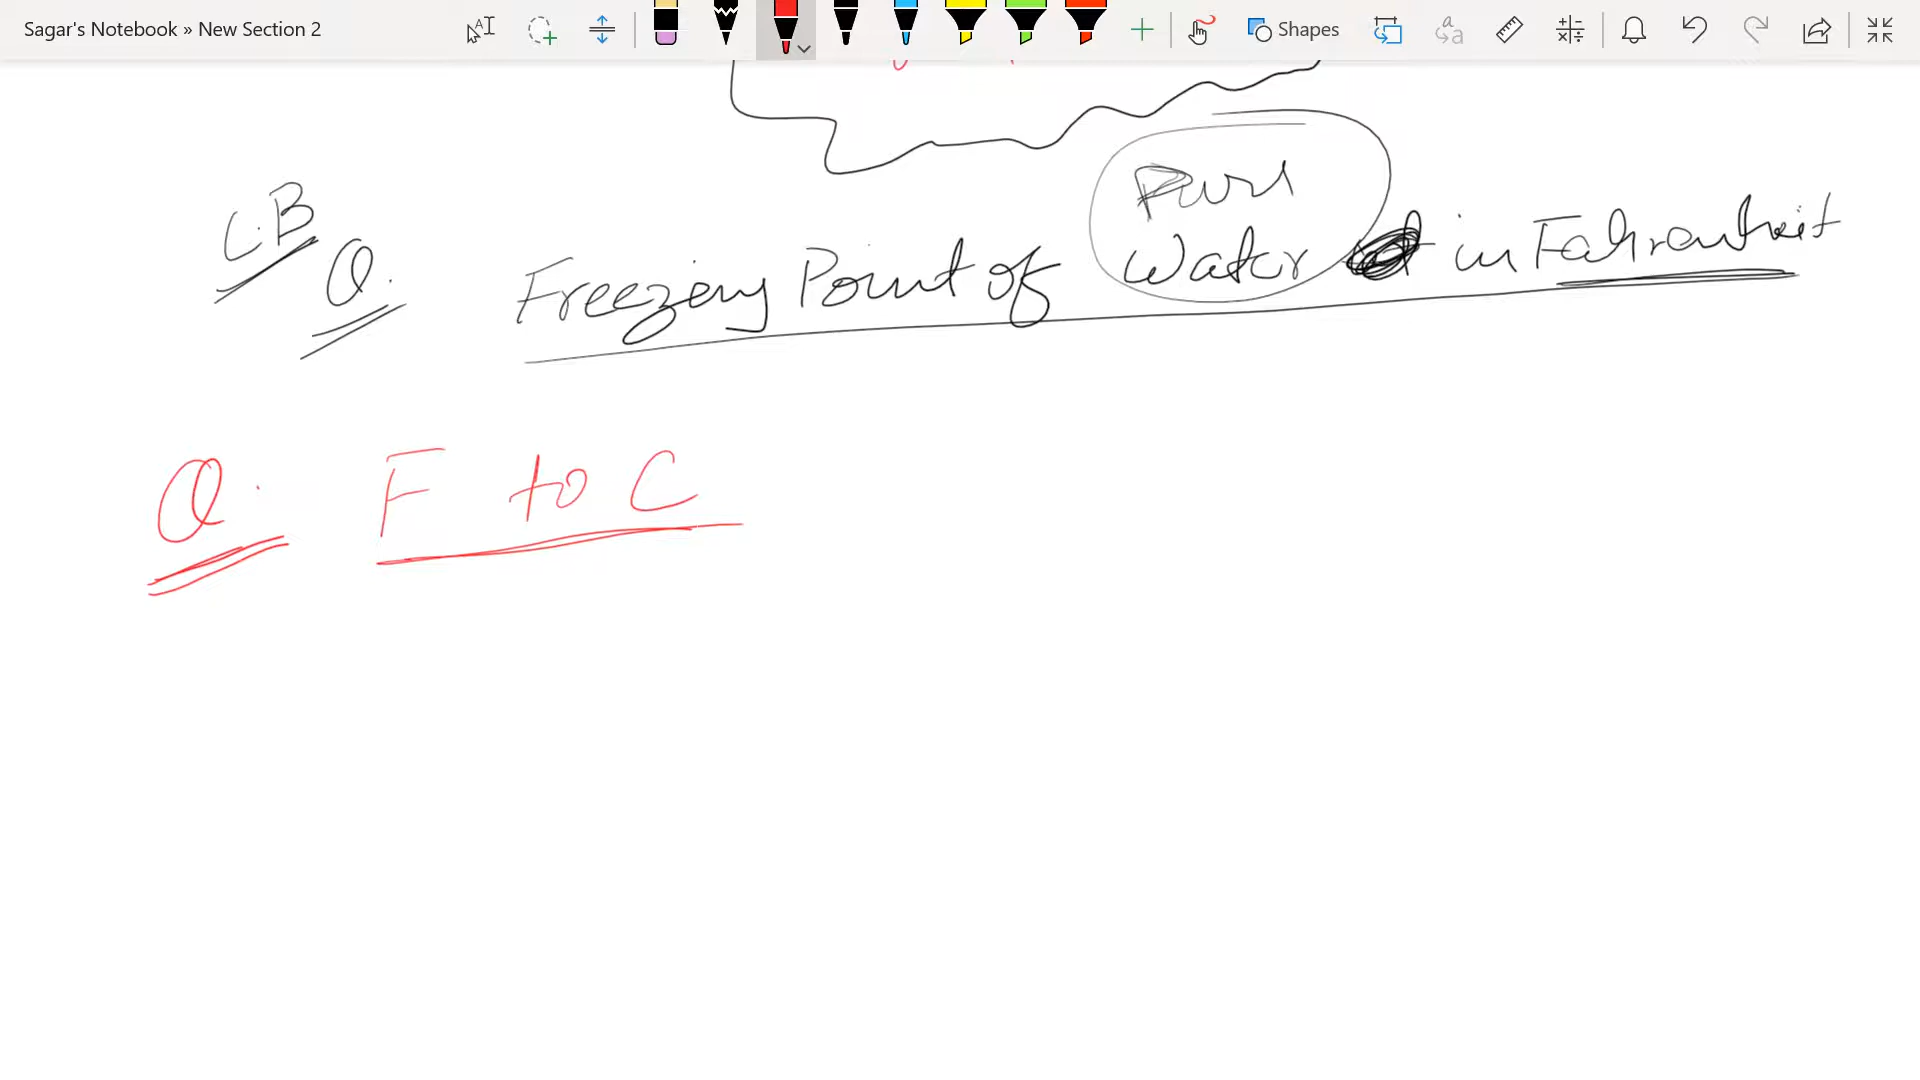 Sagar's Notebook » New Section 2
Shapes
Pure
C.B
Q. Freezing Point of Water in Fahrenheit
Q. F to C